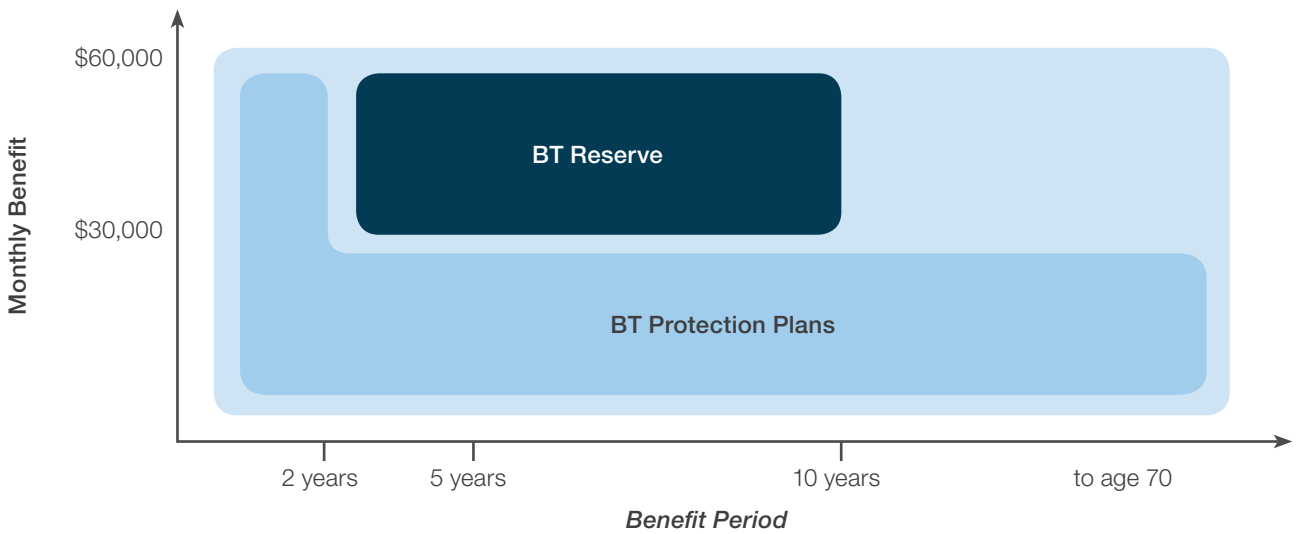 $60,000
BT Reserve
Monthly Benefit
$30,000
BT Protection Plans
2 years
5 years
10 years
to age 70
Benefit Period